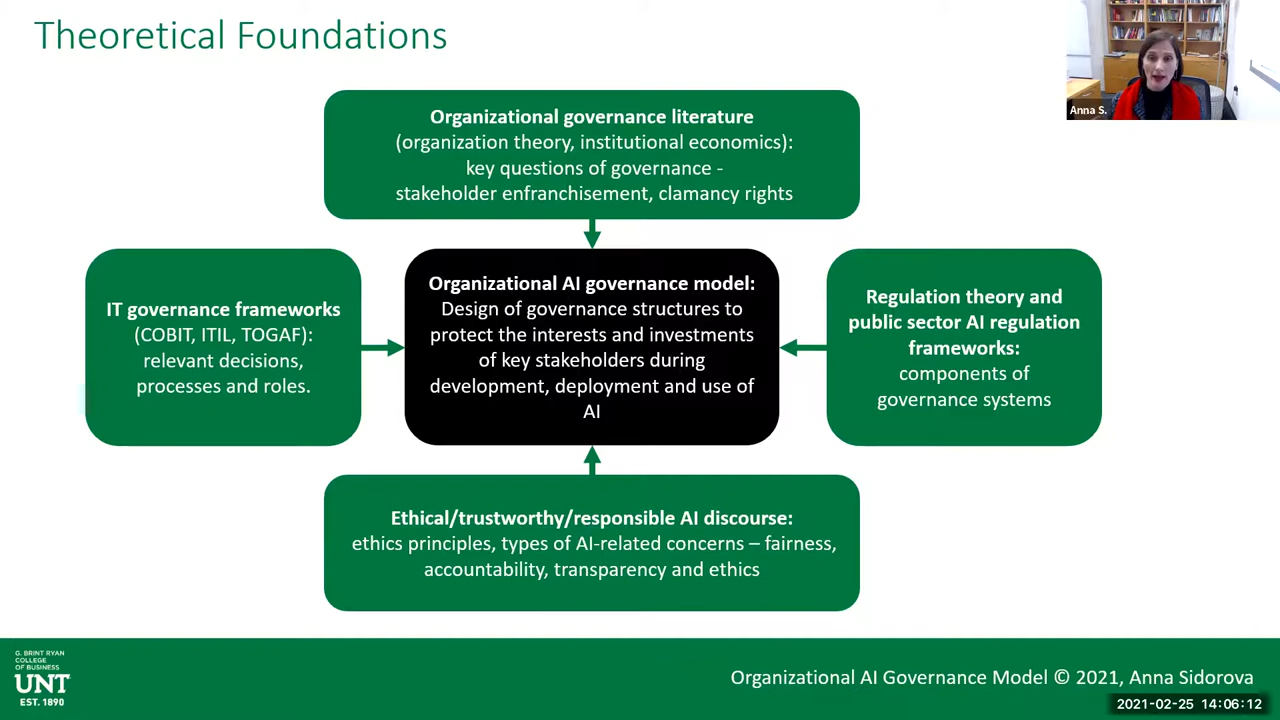 Theoretical Foundations
Anna S.
Organizational governance literature
(organization theory, institutional economics):
key questions of governance -
stakeholder enfranchisement, clamancy rights
IT governance frameworks
(COBIT, ITIL, TOGAF):
relevant decisions,
processes and roles.
Organizational AI governance model:
Design of governance structures to
protect the interests and investments
of key stakeholders during
development, deployment and use of
AI
Regulation theory and
public sector AI regulation
frameworks:
components of
governance systems
Ethical/trustworthy/responsible AI discourse:
ethics principles, types of AI-related concerns – fairness,
accountability, transparency and ethics
G. BRINT RYAN
COLLEGE
OF BUSINESS
UNT
EST. 1890
Organizational AI Governance Model © 2021, Anna Sidorova
2021-02-25 14:06:12